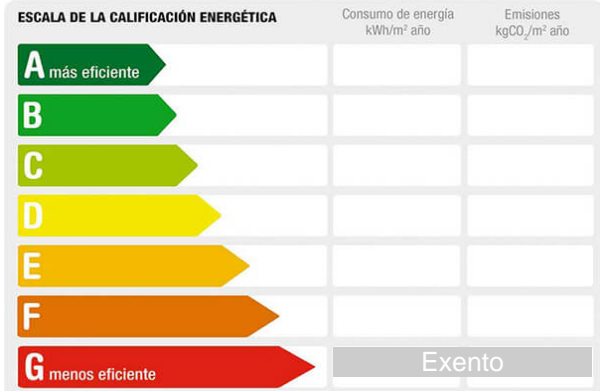 ESCALA DE LA CALIFICACIÓN ENERGÉTICA
Consumo de energía
kWh/m² año
Emisiones
kgCO₂/m² año
A más eficiente
B
C
D
E
F
G menos eficiente
Exento